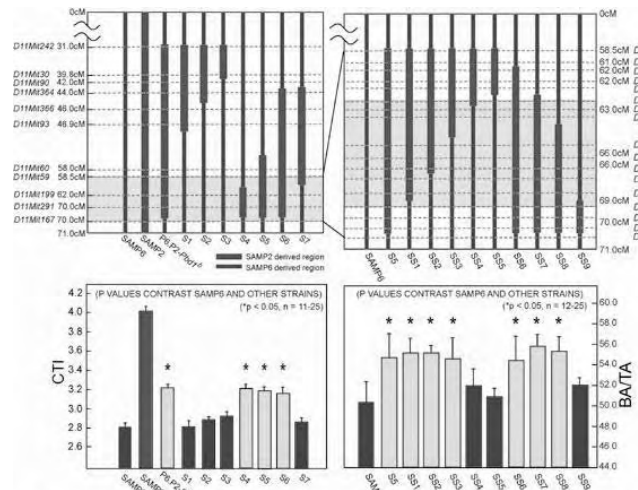 0cM
0cM
D11Mit242 31.0cM
D11Mit30 39.8cM
D11Mit90 42.0cM
D11Mit364 44.0cM
D11Mit366 46.0cM
D11Mit93 46.9cM
D11Mit60 58.0cM
D11Mit59 58.5cM
D11Mit199 62.0cM
D11Mit291 70.0cM
D11Mit167 70.0cM
71.0cM
58.5cM
61.0cM
62.0cM
62.0cM
63.0cM
66.0cM
66.0cM
69.0cM
70.0cM
71.0cM
SAMP6 SAMP2 P6.P2-Pbgt b S1 S2 S3 S4 S5 S6 S7
SAMP2 derived region
SAMP6 derived region
SAMP6 S5 SS1 SS2 SS3 SS4 SS5 SS6 SS7 SS8 SS9
(P VALUES CONTRAST SAMP6 AND OTHER STRAINS)
(*p < 0.05, n = 11-25)
CTI
4.2
4.0
3.8
3.6
3.4
3.2
3.0
2.8
2.6
* * * *
S1 S2 S3 S4 S5 S6 S7
(P VALUES CONTRAST SAMP6 AND OTHER STRAINS)
(*p < 0.05, n = 12-25)
* * * * * * *
60.0
58.0
56.0
54.0
52.0
50.0
48.0
46.0
44.0
BA/TA
S5 SS1 SS2 SS3 SS4 SS5 SS6 SS7 SS8 SS9